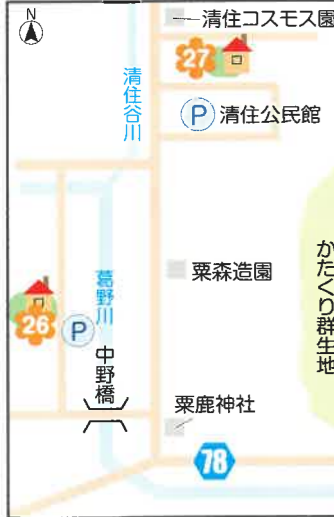 N
清住コスモス園
27
清住谷川
P
清住公民館
粟森造園
かたくり群生地
葛野川
26
P
中野橋
粟鹿神社
78